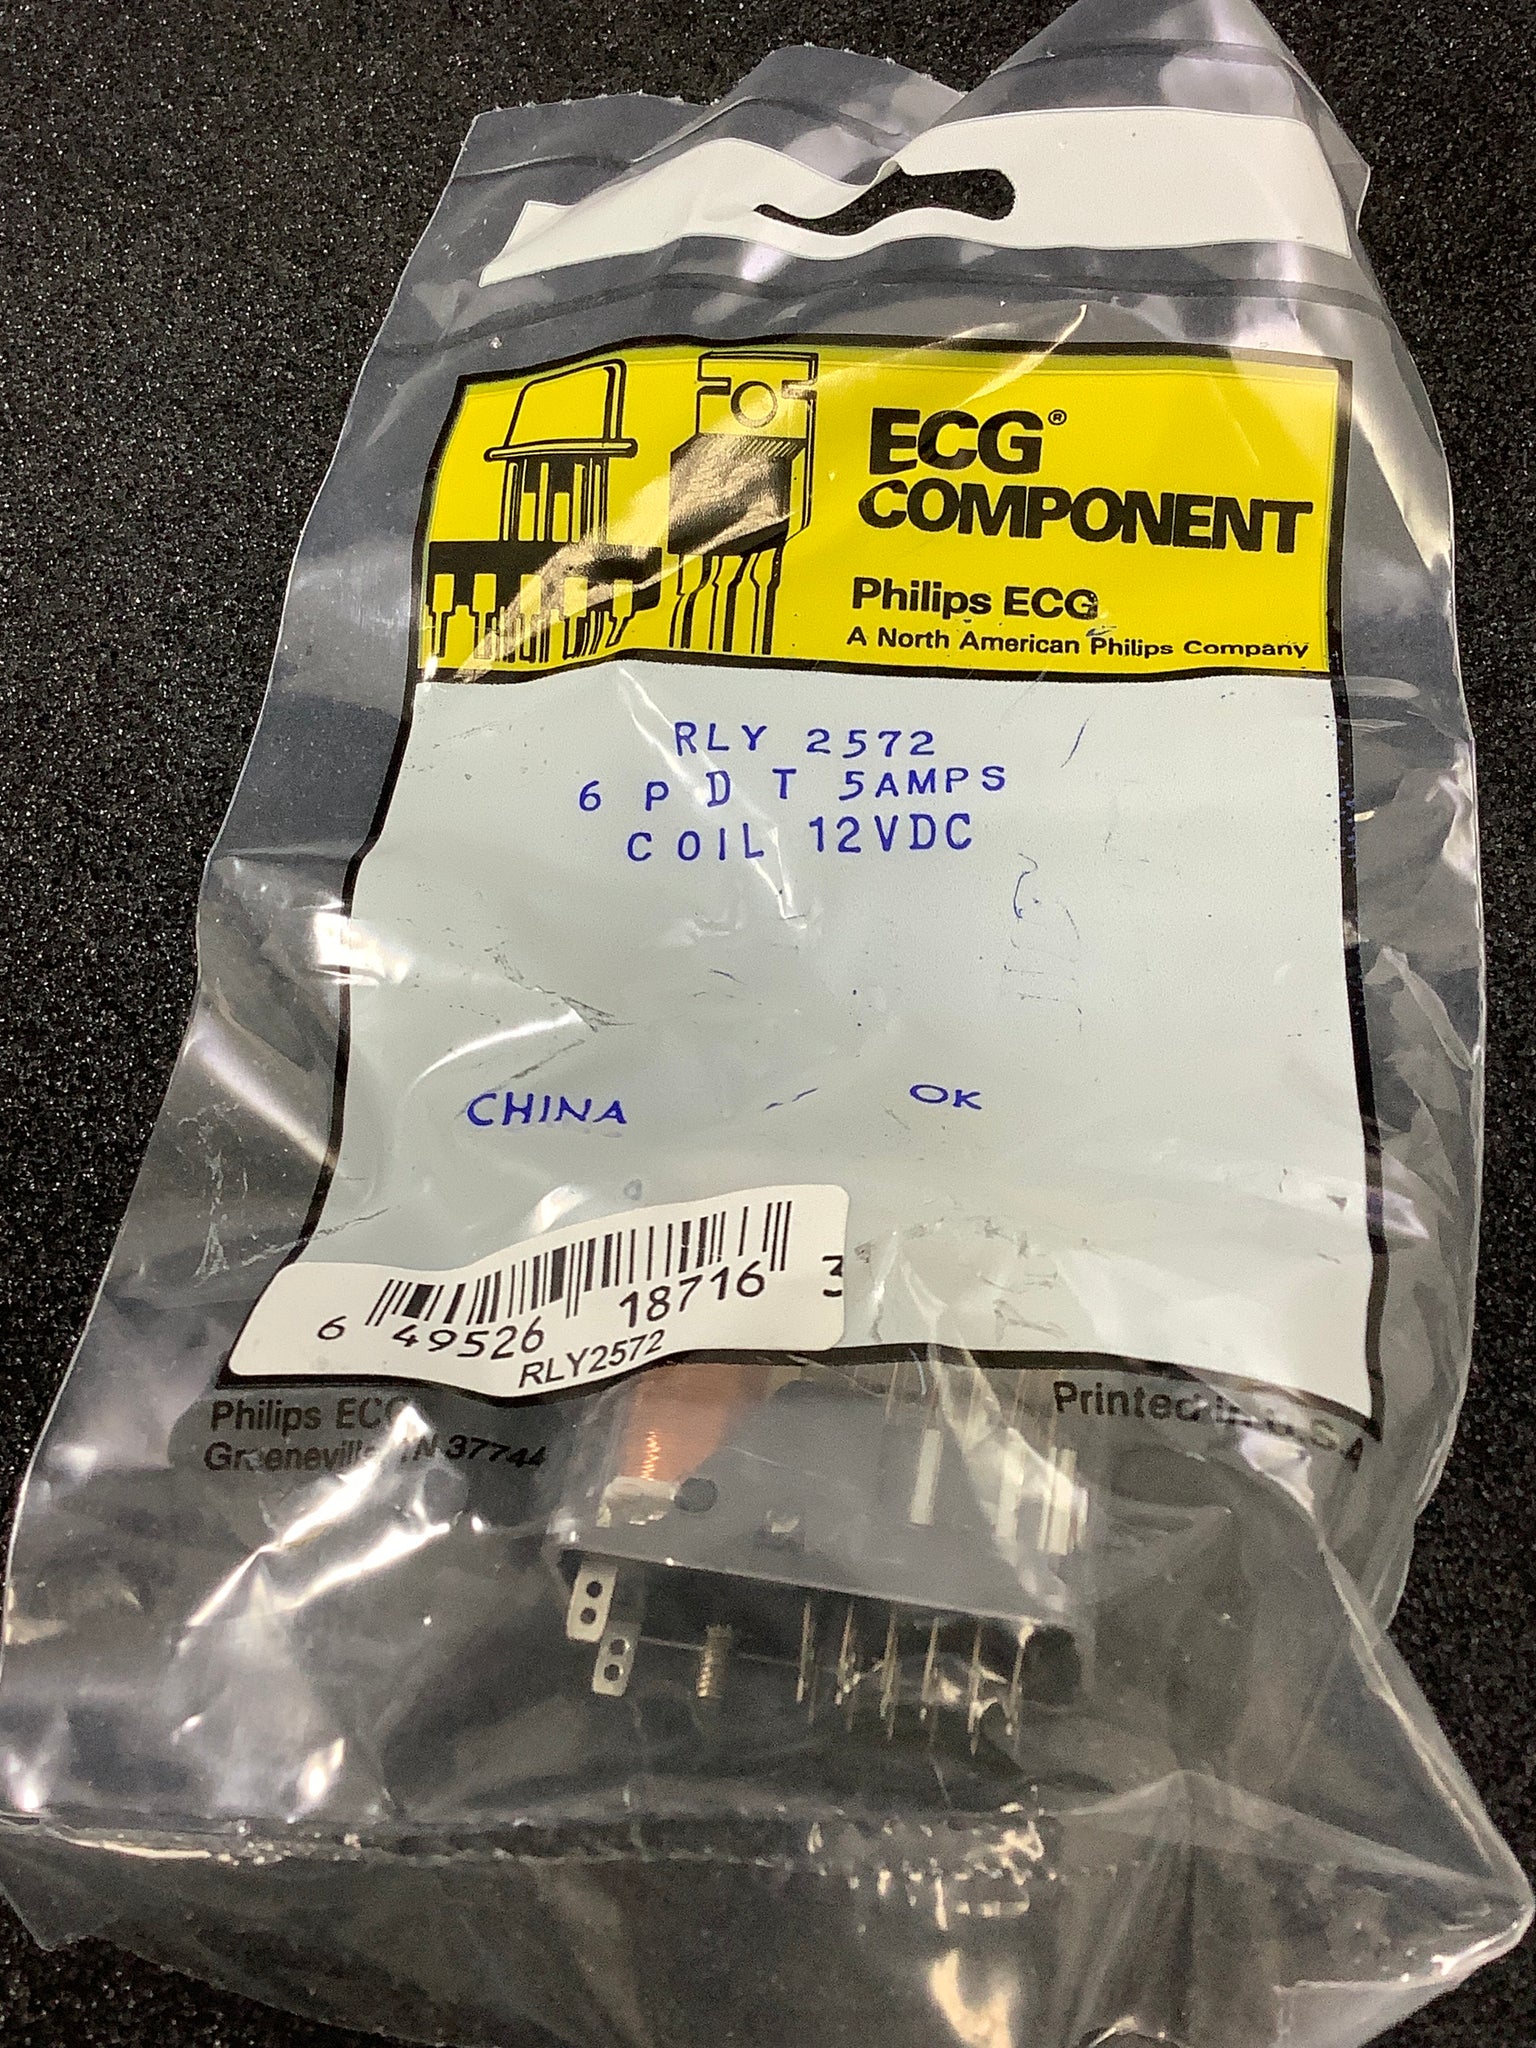 ECG®
COMPONENT
Philips ECG
A North American Philips Company
RLY 2572
6 P D T 5AMPS
COIL 12VDC
CHINA OK
6 49526 18716 3
RLY2572
Philips ECG
Greeneville, TN 37744
Printed in U.S.A